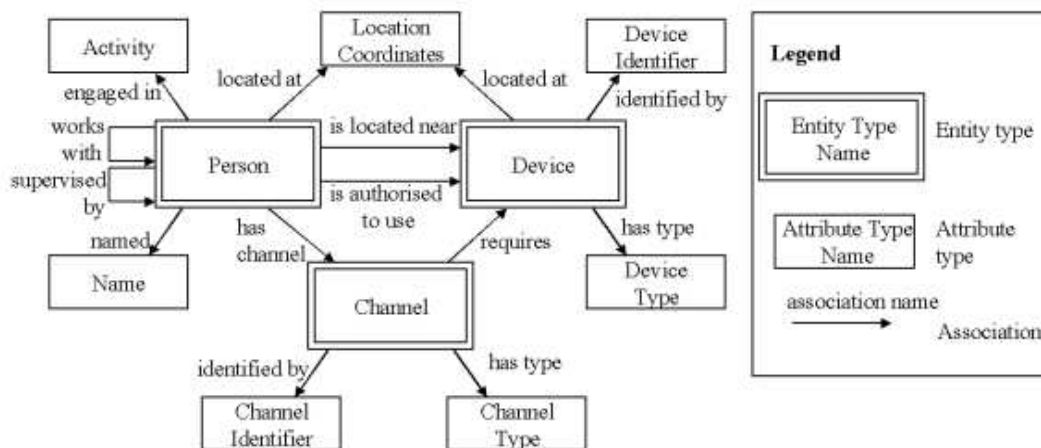 Activity
Location
Coordinates
Device
Identifier
engaged in
located at
located at
identified by
works
with
supervised
by
Person
is located near
is authorised
to use
Device
named
has
channel
requires
has type
Name
Channel
Device
Type
identified by
has type
Channel
Identifier
Channel
Type
Legend
Entity Type
Name
Entity type
Attribute Type
Name
Attribute
type
association name
Association